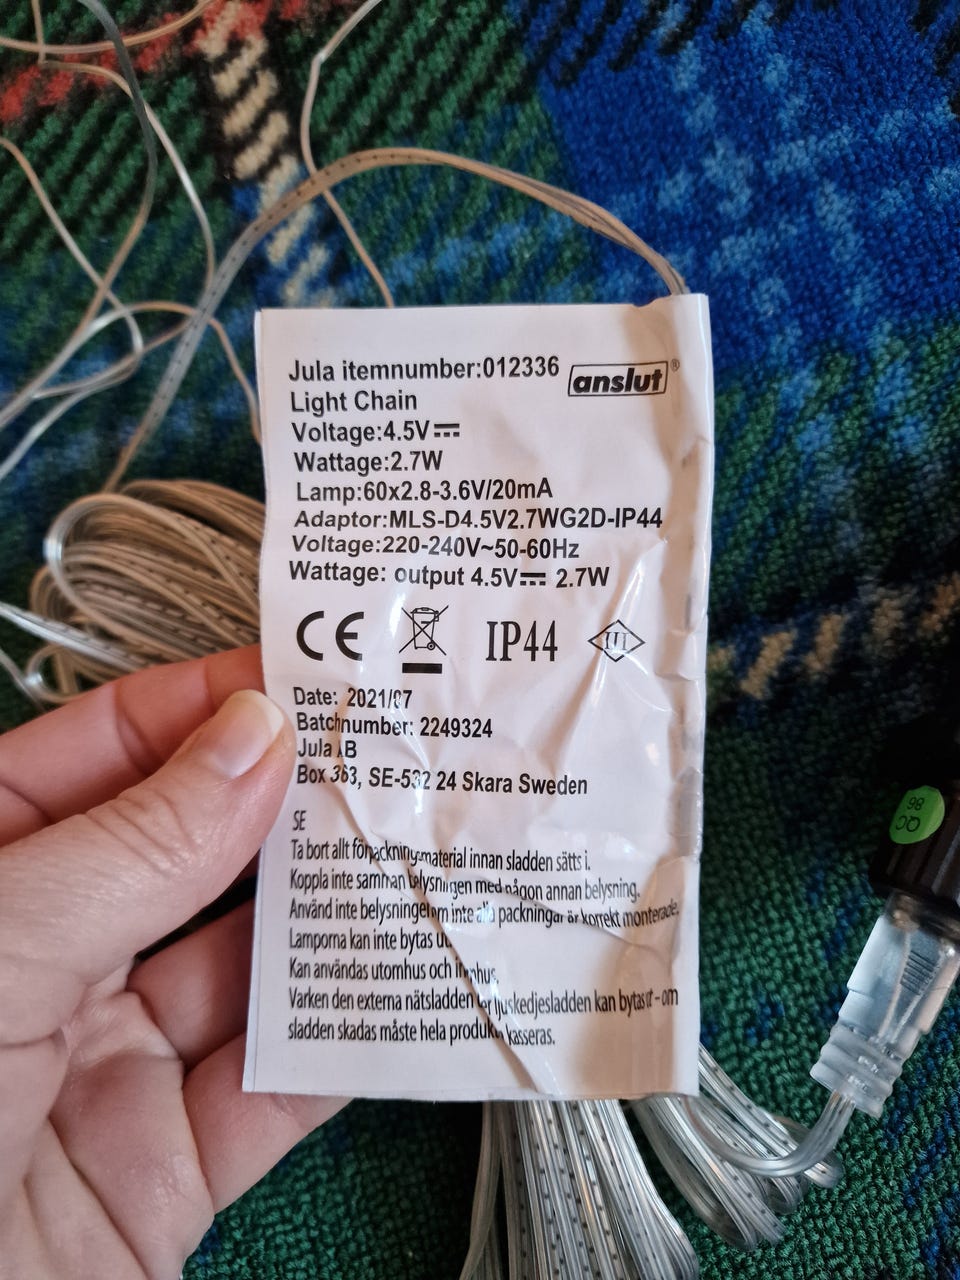 Jula itemnumber:012336
anslut®
Light Chain
Voltage:4.5V⎓
Wattage:2.7W
Lamp:60x2.8-3.6V/20mA
Adaptor:MLS-D4.5V2.7WG2D-IP44
Voltage:220-240V~50-60Hz
Wattage: output 4.5V⎓ 2.7W
CE IP44 III
Date: 2021/07
Batchnumber: 2249324
Jula AB
Box 363, SE-532 24 Skara Sweden
SE
Ta bort allt förpackningsmaterial innan sladden sätts i.
Koppla inte samman belysningen med någon annan belysning.
Använd inte belysningen om inte alla packningar är korrekt monterade.
Lamporna kan inte bytas ut.
Kan användas utomhus och inomhus.
Varken den externa nätsladden eller ljuskedjesladden kan bytas ut – om
sladden skadas måste hela produkten kasseras.
QC
86